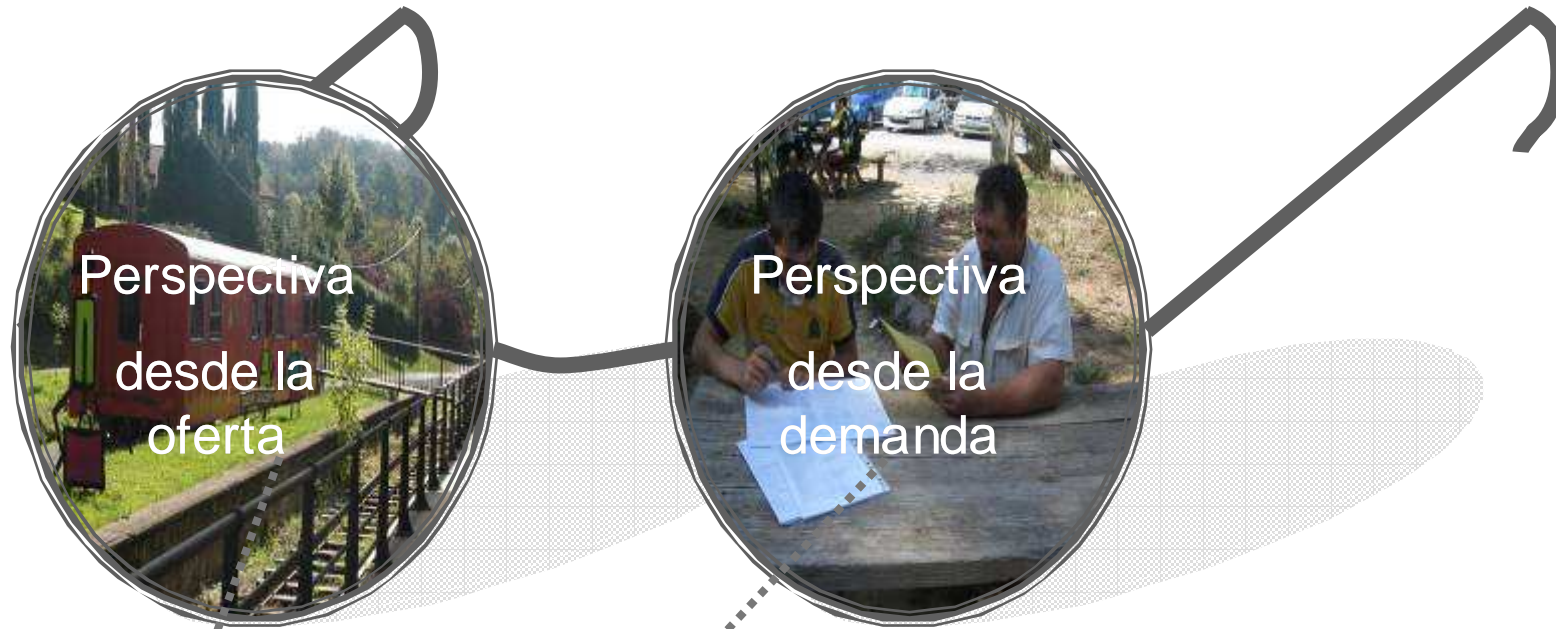 Perspectiva
desde la
oferta
Perspectiva
desde la
demanda